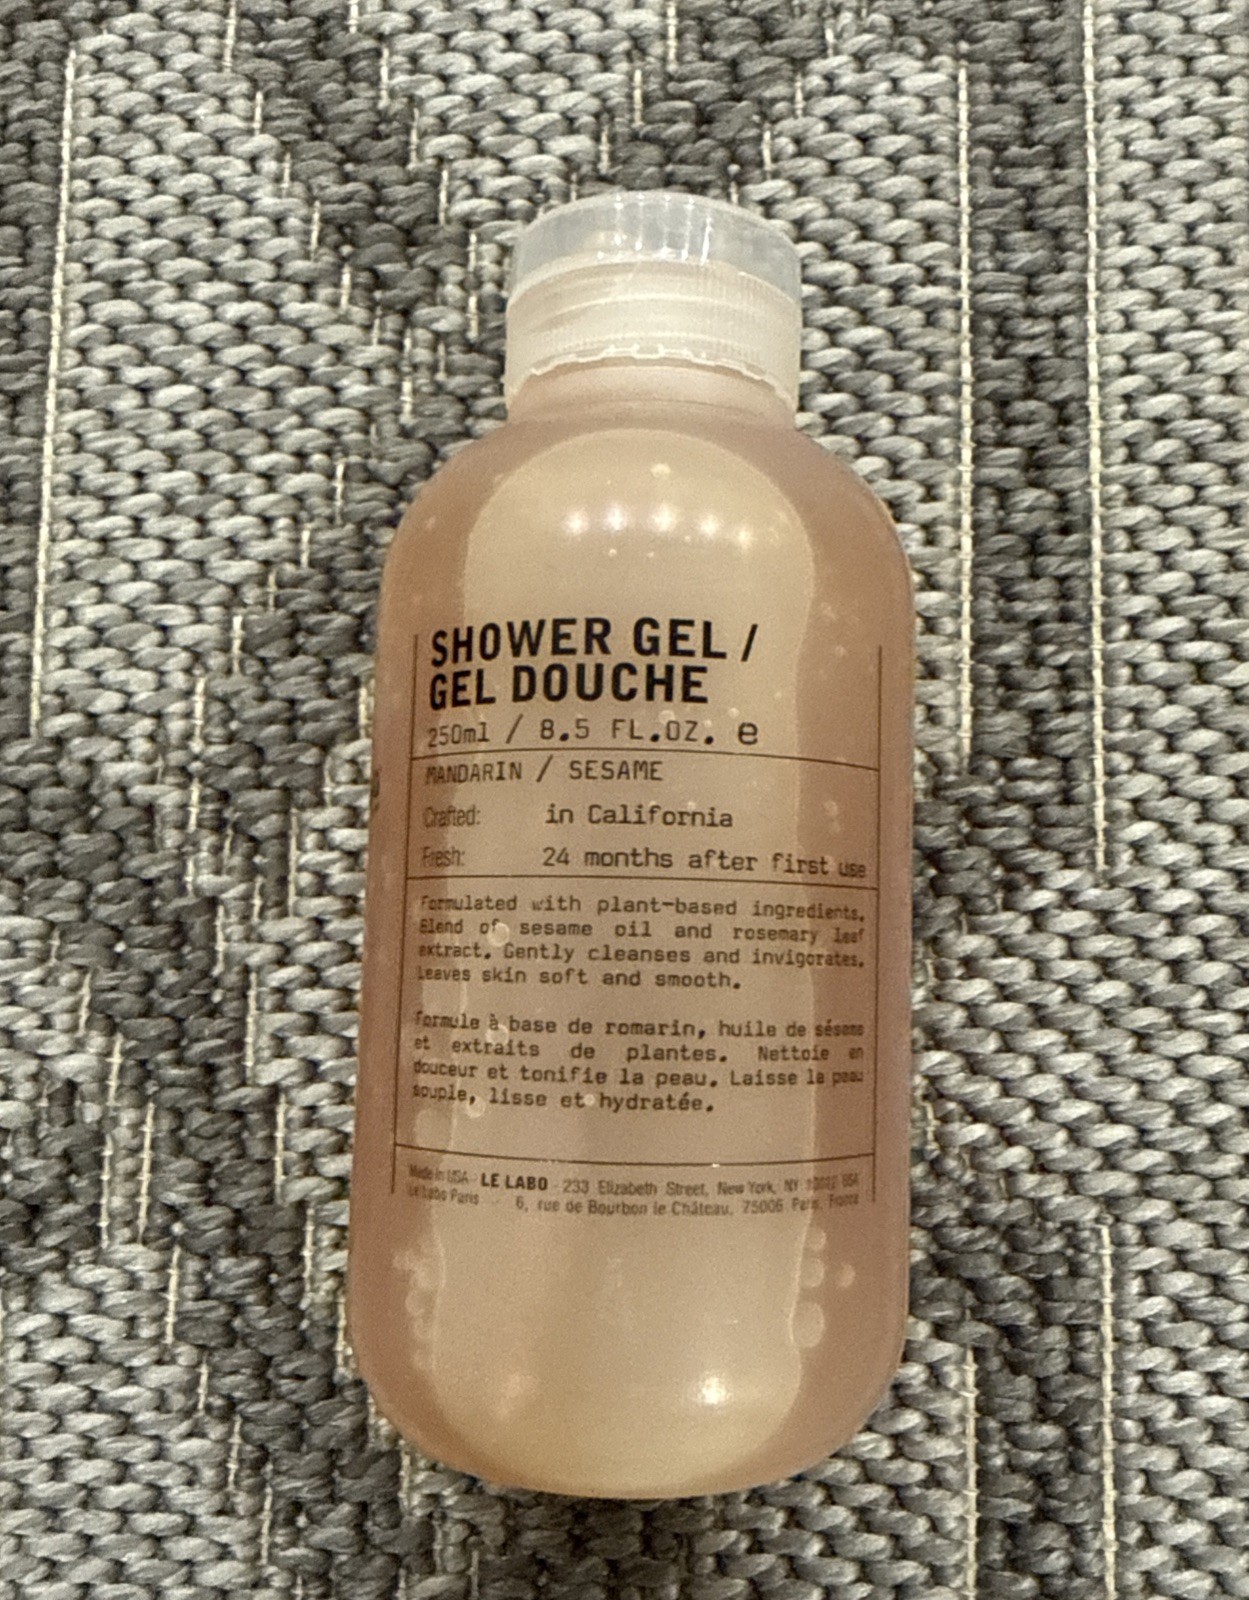 SHOWER GEL /
GEL DOUCHE
250ml / 8.5 FL.OZ. e
MANDARIN / SESAME
Crafted: in California
Fresh: 24 months after first use
Formulated with plant-based ingredients.
Blend of sesame oil and rosemary leaf
extract. Gently cleanses and invigorates.
Leaves skin soft and smooth.
Formule à base de romarin, huile de sésame
et extraits de plantes. Nettoie en
douceur et tonifie la peau. Laisse la peau
souple, lisse et hydratée.
Made in USA - LE LABO - 233 Elizabeth Street, New York, NY USA
Le Labo Paris - 6, rue de Bourbon le Château, 75006 Paris, France